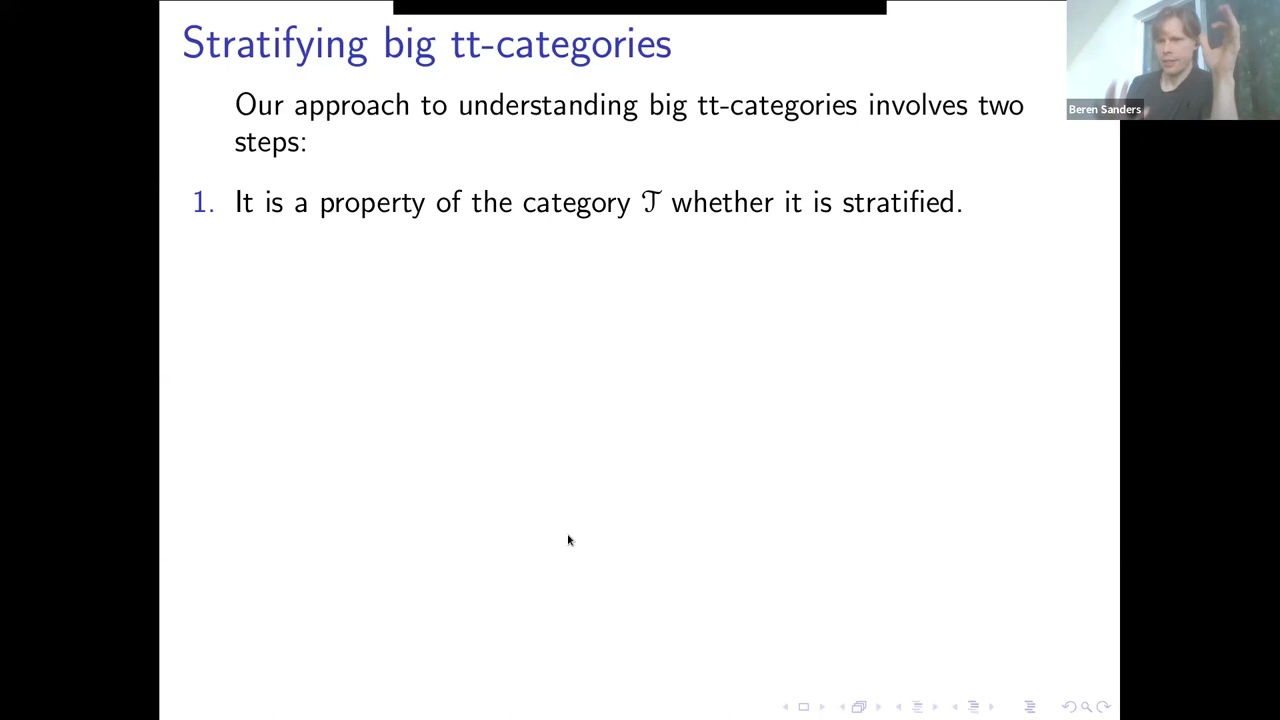 Stratifying big tt-categories
Our approach to understanding big tt-categories involves two
steps:
1. It is a property of the category 𝒯 whether it is stratified.
Beren Sanders